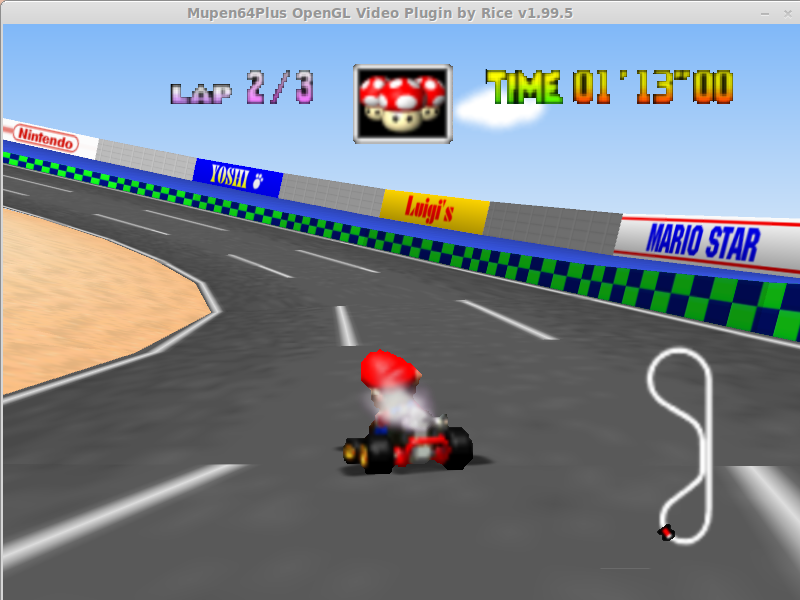 Mupen64Plus OpenGL Video Plugin by Rice v1.99.5
LAP 2/3
TIME 01'13"00
Nintendo
YOSHI
Luigi's
MARIO STAR